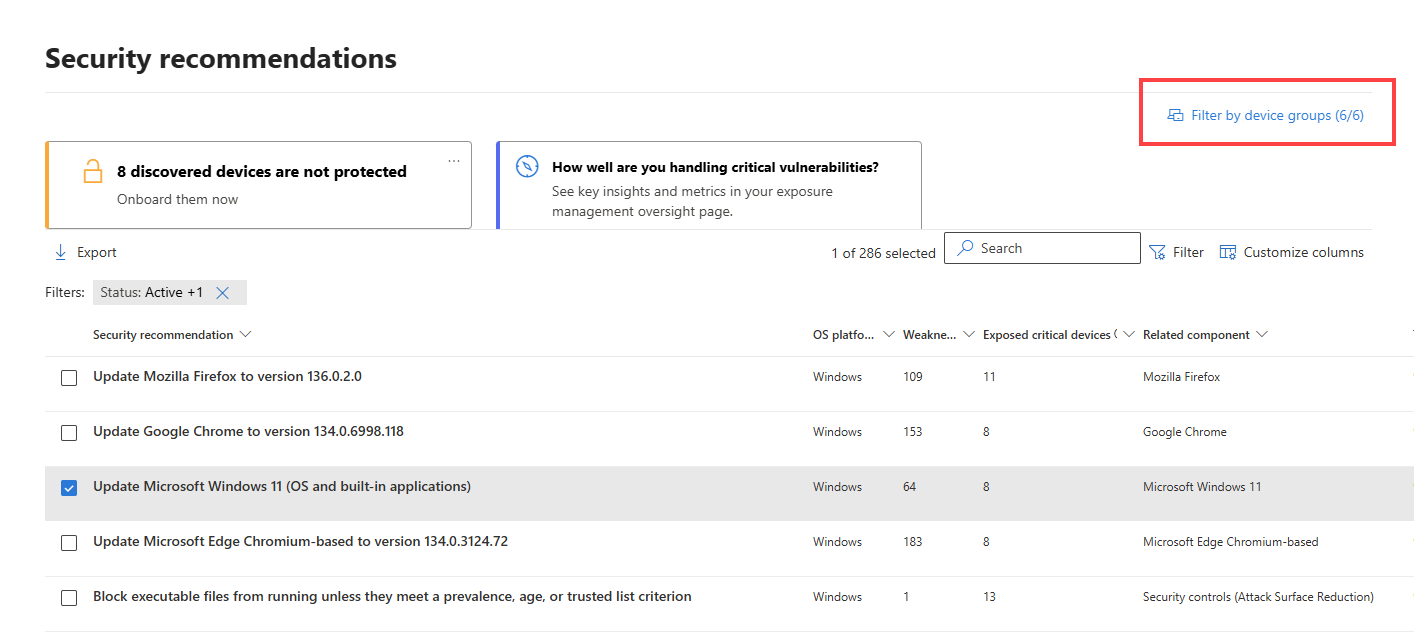 Security recommendations
Filter by device groups (6/6)
8 discovered devices are not protected
...
Onboard them now
How well are you handling critical vulnerabilities?
See key insights and metrics in your exposure
management oversight page.
Export
1 of 286 selected
Search
Filter
Customize columns
Filters: Status: Active +1
Security recommendation OS platfo... Weakne... Exposed critical devices ( Related component
Update Mozilla Firefox to version 136.0.2.0 Windows 109 11 Mozilla Firefox
Update Google Chrome to version 134.0.6998.118 Windows 153 8 Google Chrome
Update Microsoft Windows 11 (OS and built-in applications) Windows 64 8 Microsoft Windows 11
Update Microsoft Edge Chromium-based to version 134.0.3124.72 Windows 183 8 Microsoft Edge Chromium-based
Block executable files from running unless they meet a prevalence, age, or trusted list criterion Windows 1 13 Security controls (Attack Surface Reduction)